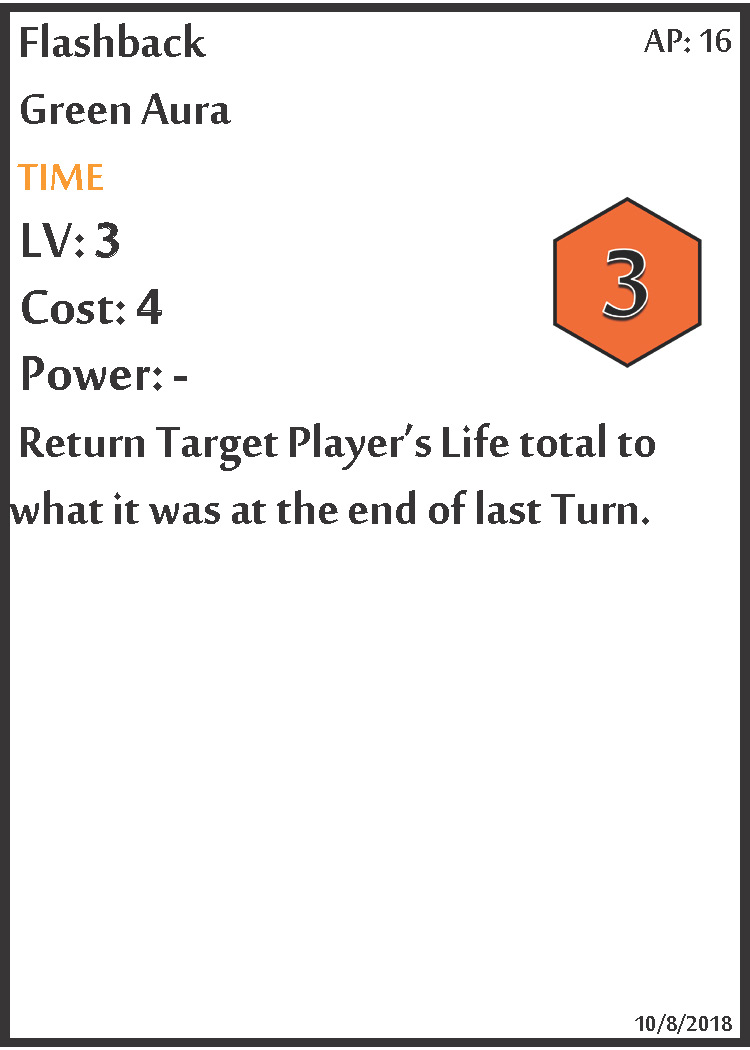 Flashback
AP: 16
Green Aura
TIME
LV: 3
3
Cost: 4
Power: -
Return Target Player’s Life total to
what it was at the end of last Turn.
10/8/2018